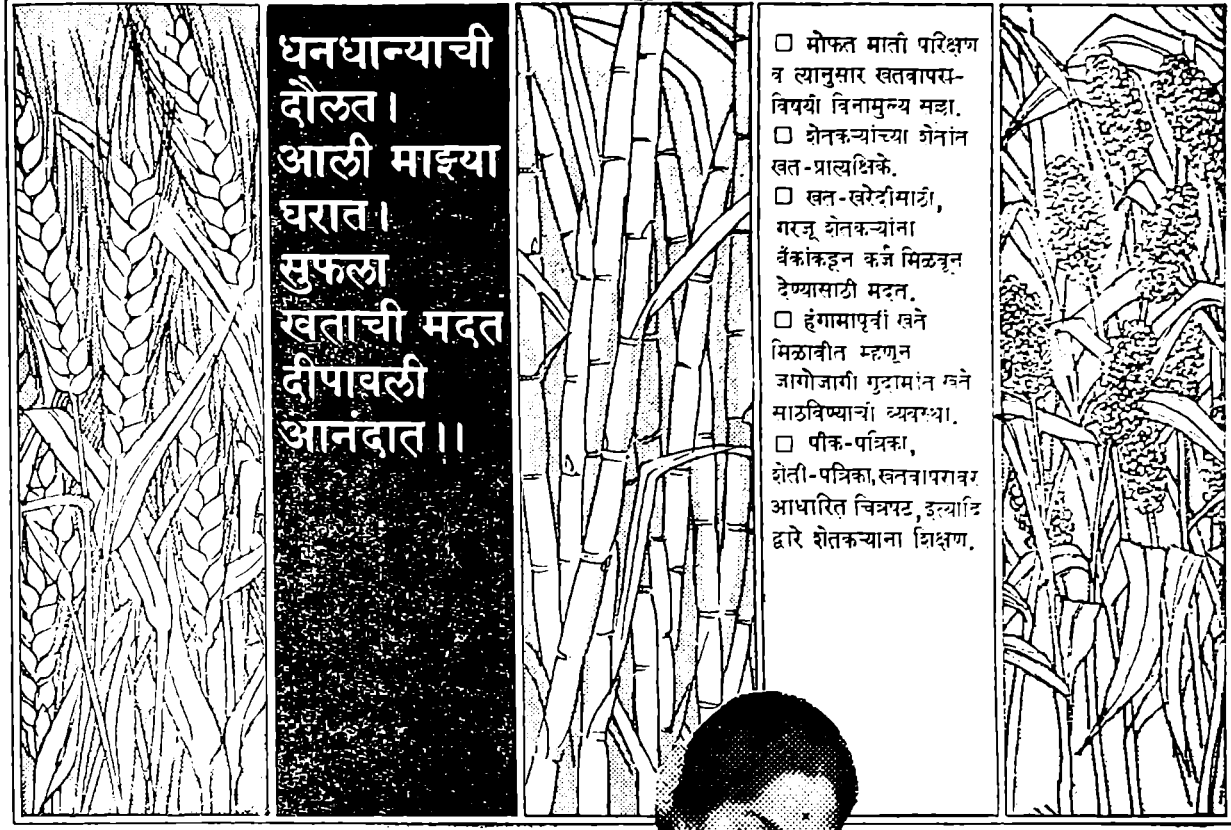 धनधान्याची
दौलत।
आली माझ्या
घरात।
सुफला
खताची मदत
दीपावली
आनंदात।।
□ मोफत माती परिक्षण
व त्यानुसार खतवापरा-
विषयी विनामुल्य सल्ला.
□ शेतकऱ्यांच्या शेतांत
खत-प्रात्यक्षिके.
□ खत-खरेदीसाठी,
गरजू शेतकऱ्यांना
बँकांकडून कर्ज मिळवून
देण्यासाठी मदत.
□ हंगामापूर्वी खते
मिळावीत म्हणून
जागोजागी गुदामांत खते
साठविण्याची व्यवस्था.
□ पीक-पत्रिका,
शेती-पत्रिका,खतवापरावर
आधारित चित्रपट,इत्यादि
द्वारे शेतकऱ्याना शिक्षण.